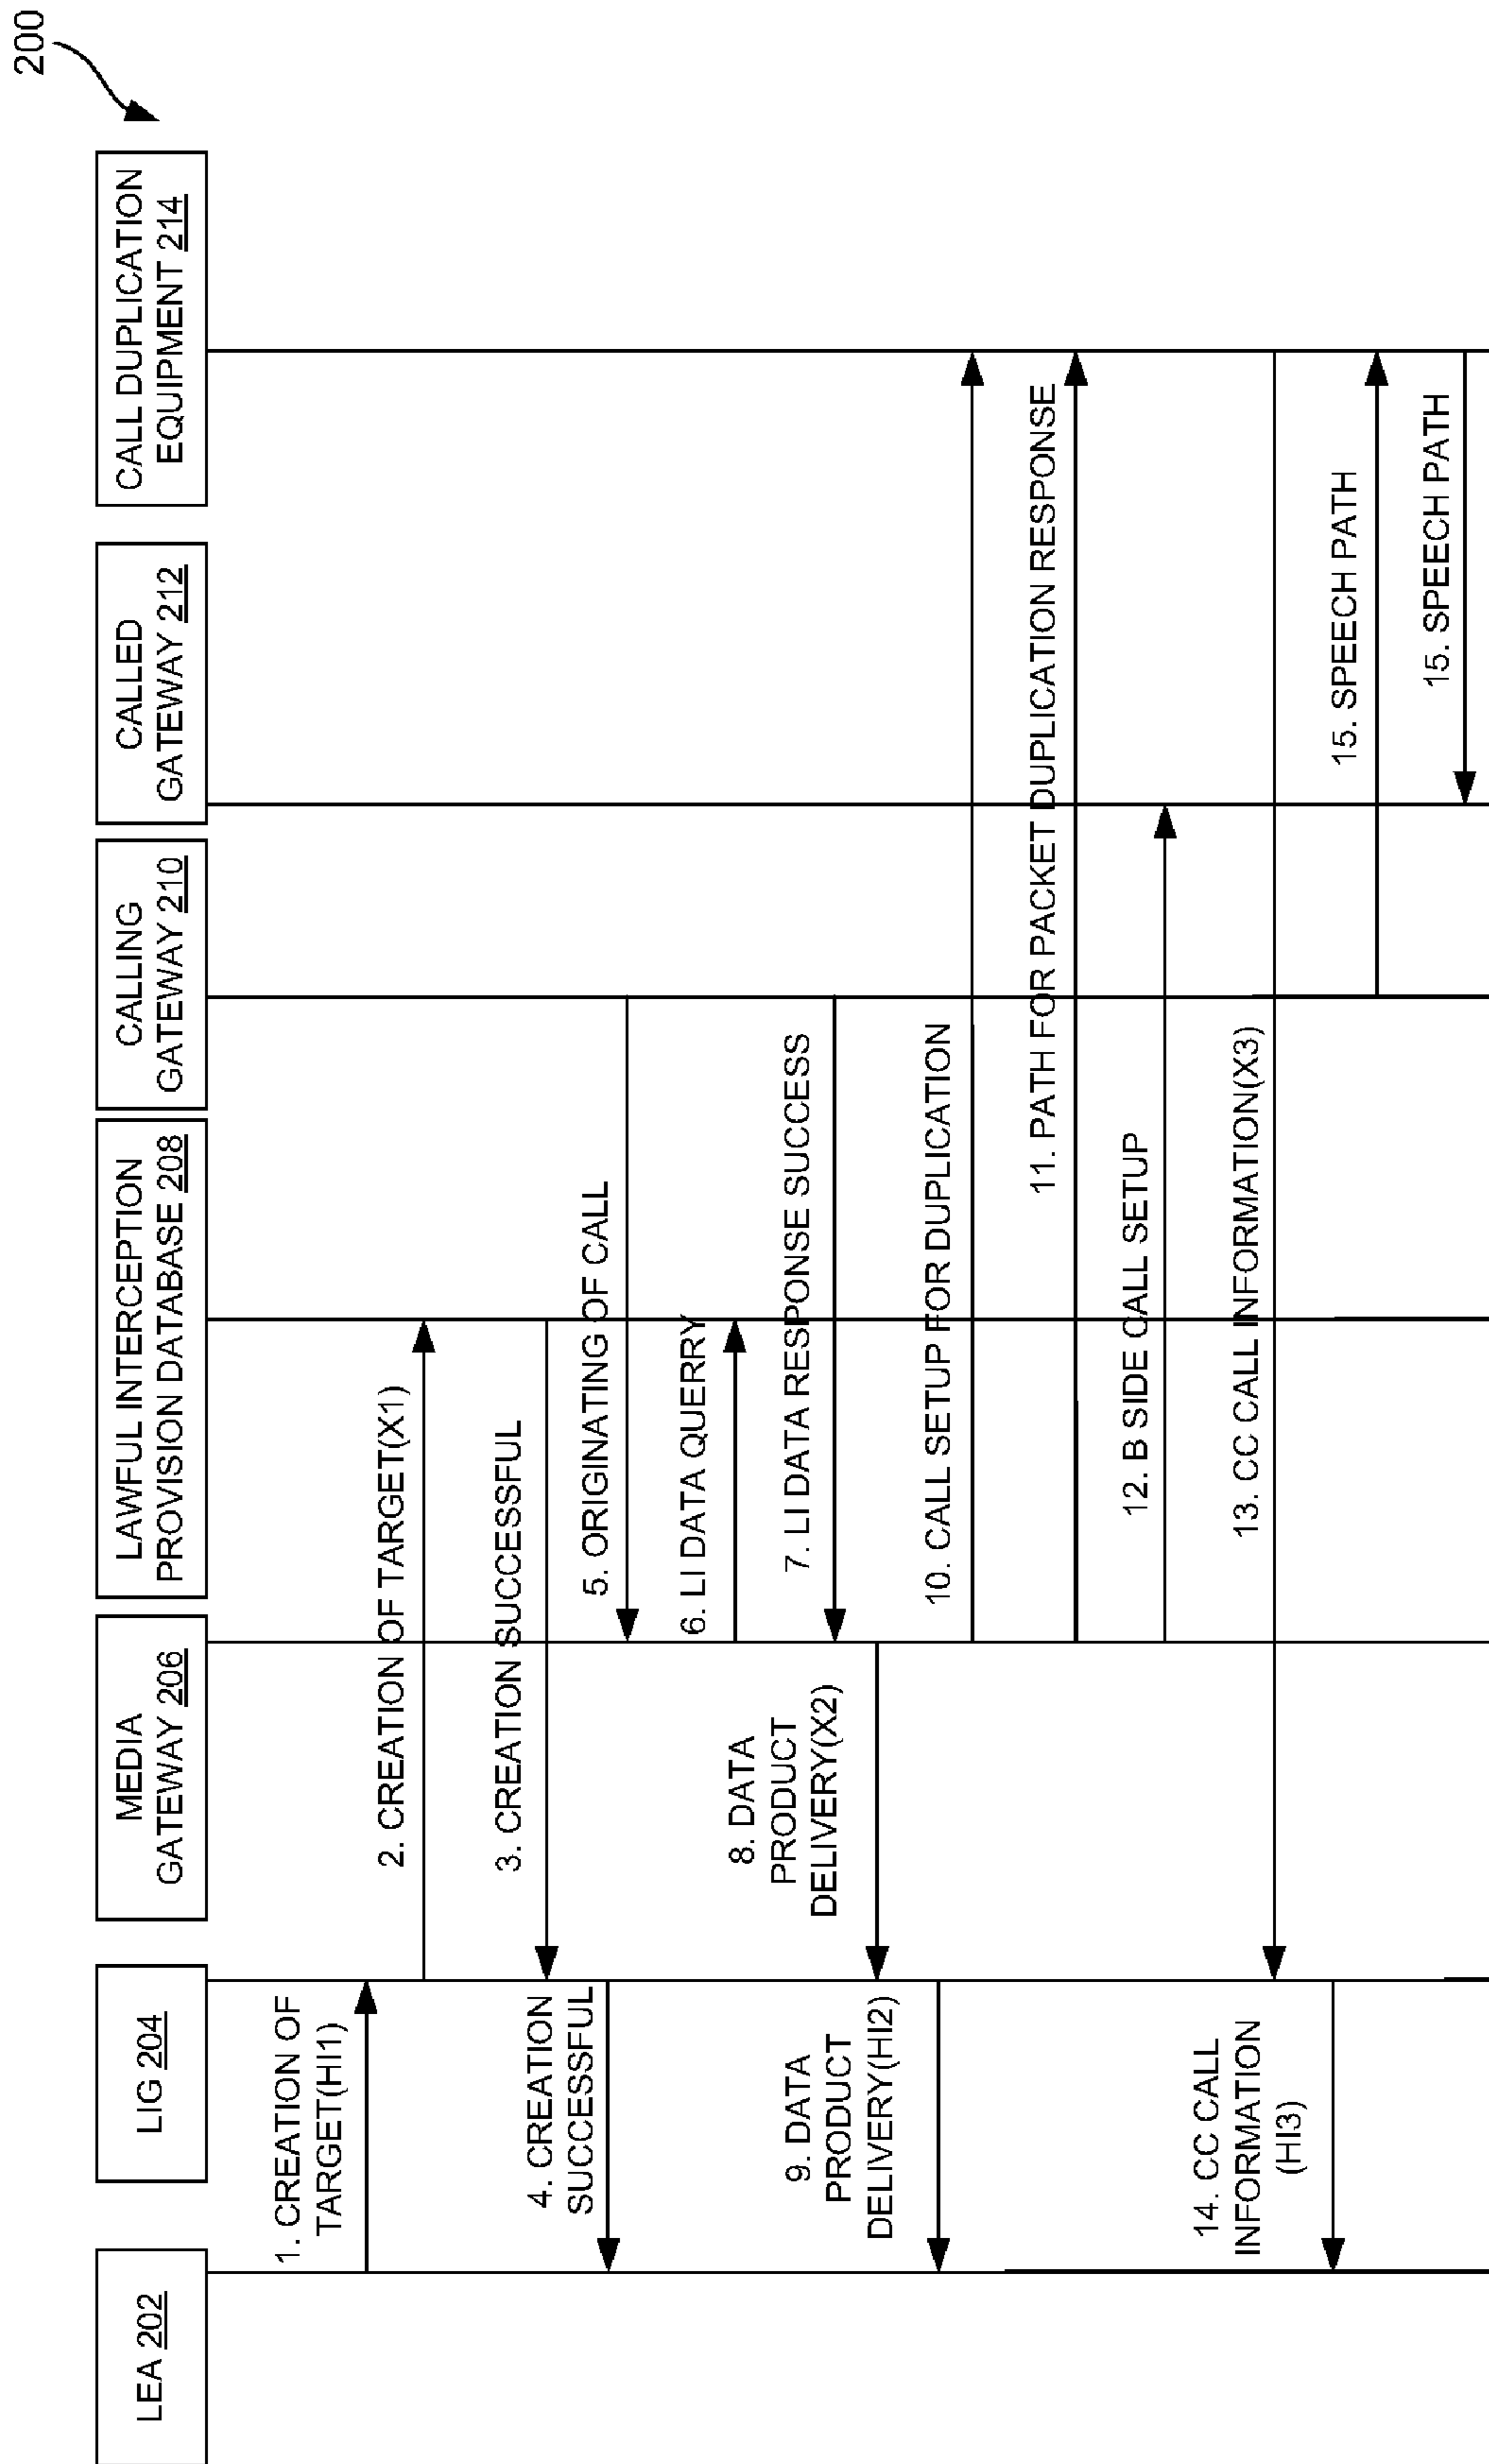 200
LEA 202
LIG 204
MEDIA
GATEWAY 206
LAWFUL INTERCEPTION
PROVISION DATABASE 208
CALLING
GATEWAY 210
CALLED
GATEWAY 212
CALL DUPLICATION
EQUIPMENT 214
1. CREATION OF
TARGET(HI1)
2. CREATION OF TARGET(X1)
3. CREATION SUCCESSFUL
4. CREATION
SUCCESSFUL
5. ORIGINATING OF CALL
6. LI DATA QUERRY
7. LI DATA RESPONSE SUCCESS
8. DATA
PRODUCT
DELIVERY(X2)
9. DATA
PRODUCT
DELIVERY(HI2)
10. CALL SETUP FOR DUPLICATION
11. PATH FOR PACKET DUPLICATION RESPONSE
12. B SIDE CALL SETUP
13. CC CALL INFORMATION(X3)
14. CC CALL
INFORMATION
(HI3)
15. SPEECH PATH
15. SPEECH PATH